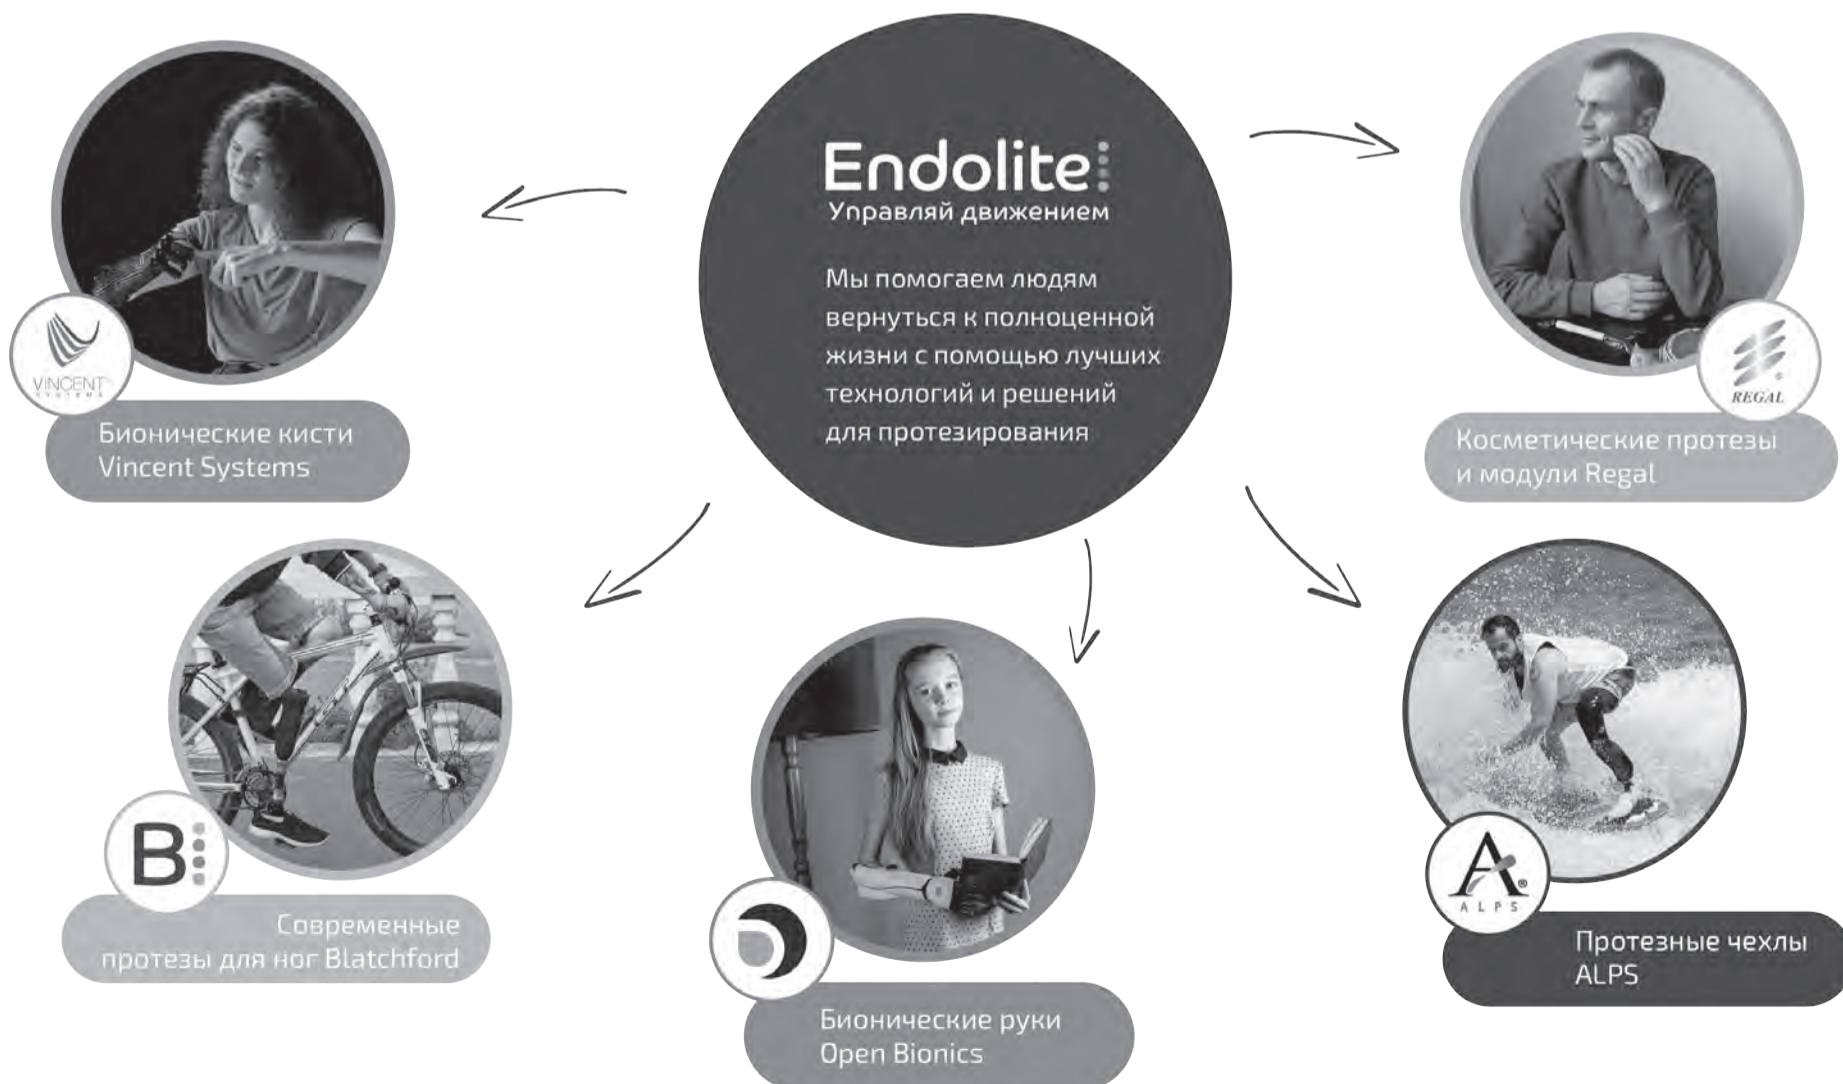 Endolite
Управляй движением
Мы помогаем людям
вернуться к полноценной
жизни с помощью лучших
технологий и решений
для протезирования
VINCENT
SYSTEMS
Бионические кисти
Vincent Systems
REGAL
Косметические протезы
и модули Regal
B
Современные
протезы для ног Blatchford
Бионические руки
Open Bionics
A®
ALPS
Протезные чехлы
ALPS